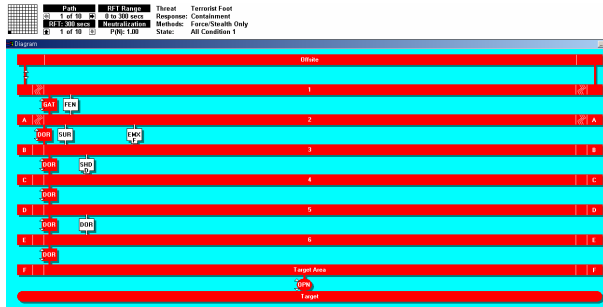 Path RFT Range Threat Terrorist Foot
1 of 10 0 to 300 secs Response: Containment
RFT: 300 secs Neutralization Methods: Force/Stealth Only
1 of 10 P(N): 1.00 State: All Condition 1
Diagram
Offsite
1
GAT FEN
A 2 A
DOR SUR EMX
B 3 B
DOR SHD
C 4 C
DOR
D 5 D
DOR DOR
E 6 E
DOR
F Target Area F
OPN
Target